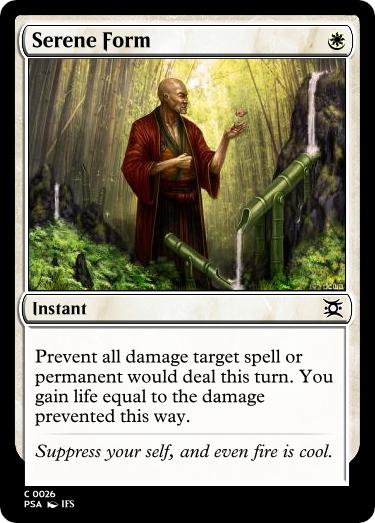 Serene Form
Instant
Prevent all damage target spell or
permanent would deal this turn. You
gain life equal to the damage
prevented this way.
Suppress your self, and even fire is cool.
C 0026
PSA IFS